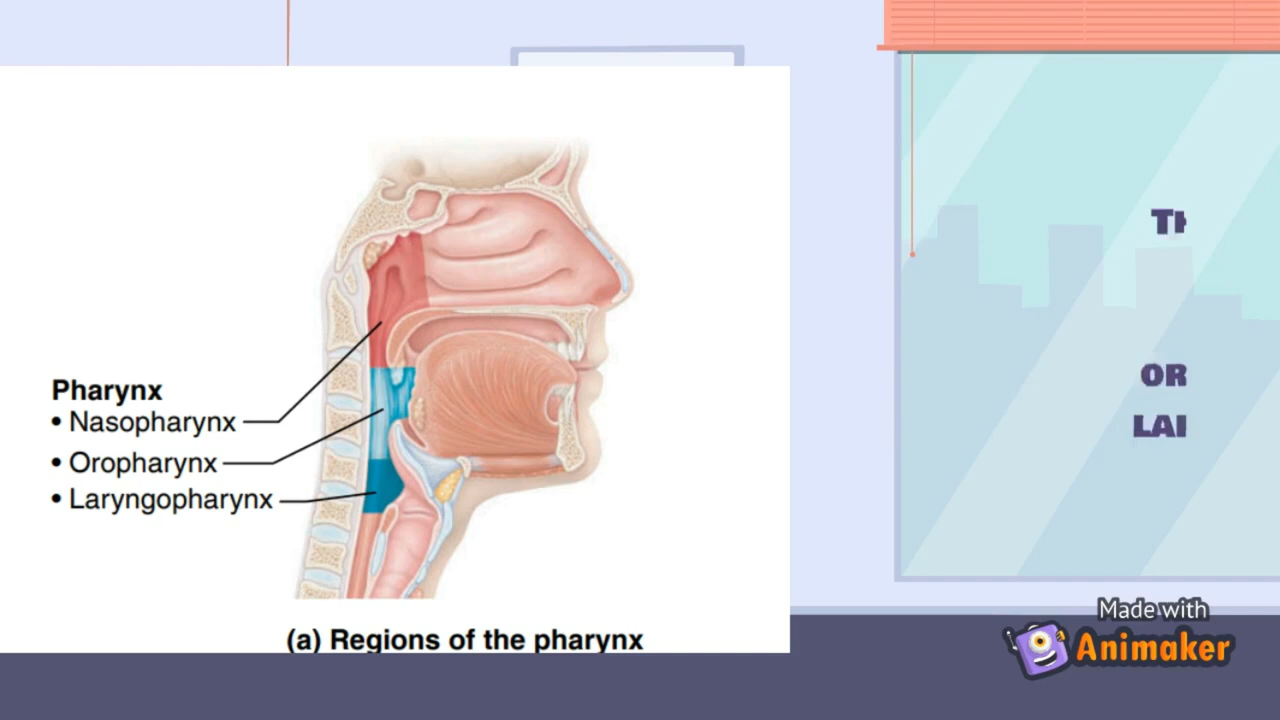 Pharynx
• Nasopharynx
• Oropharynx
• Laryngopharynx
(a) Regions of the pharynx
OR
Made with
Animaker